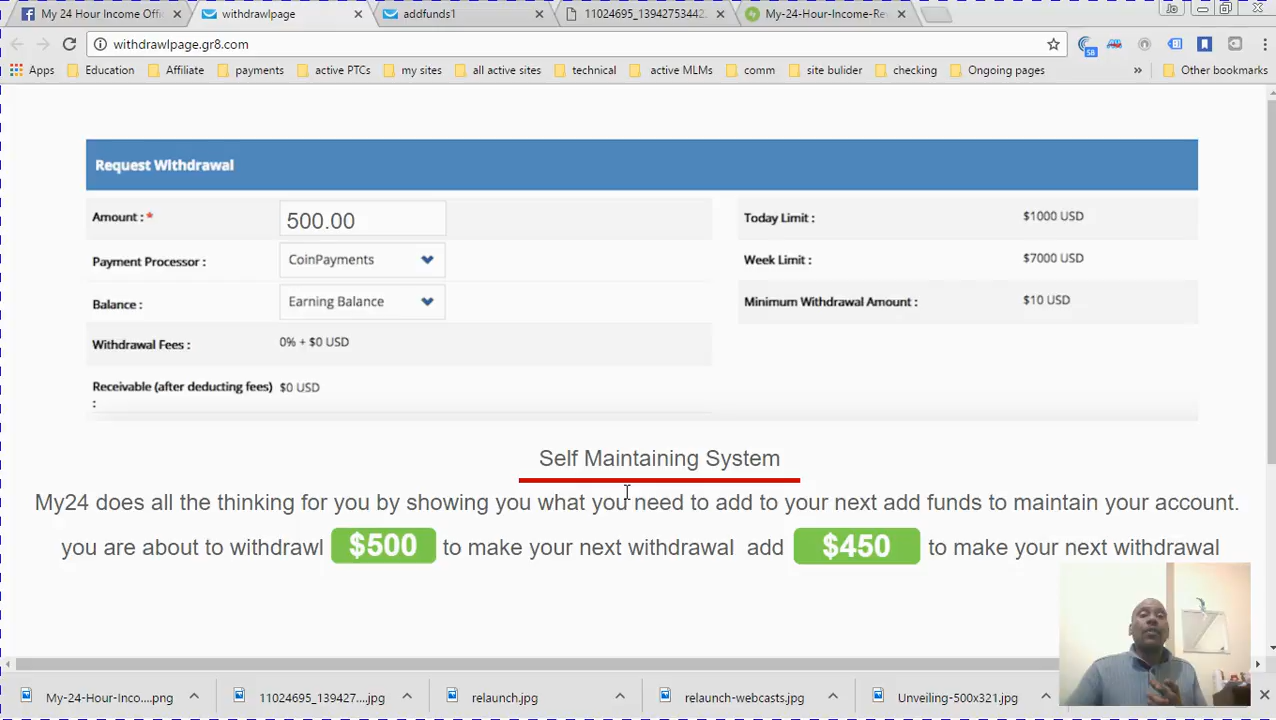 My 24 Hour Income Offi
withdrawlpage
addfunds1
11024695_13942753442
My-24-Hour-Income-Re
Jo
withdrawlpage.gr8.com
58
Apps
Education
Affiliate
payments
active PTCs
my sites
all active sites
technical
active MLMs
comm
site bulider
checking
Ongoing pages
»
Other bookmarks
Request Withdrawal
Amount : * 500.00
Payment Processor : CoinPayments
Balance : Earning Balance
Withdrawal Fees : 0% + $0 USD
Receivable (after deducting fees) $0 USD
:
Today Limit : $1000 USD
Week Limit : $7000 USD
Minimum Withdrawal Amount : $10 USD
Self Maintaining System
My24 does all the thinking for you by showing you what you need to add to your next add funds to maintain your account.
you are about to withdrawl $500 to make your next withdrawal add $450 to make your next withdrawal
My-24-Hour-Inco....png
11024695_139427....jpg
relaunch.jpg
relaunch-webcasts.jpg
Unveiling-500x321.jpg